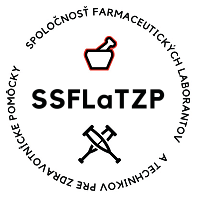 SPOLOČNOSŤ FARMACEUTICKÝCH LABORANTOV
A TECHNIKOV PRE ZDRAVOTNÍCKE POMÔCKY
SSFLaTZP